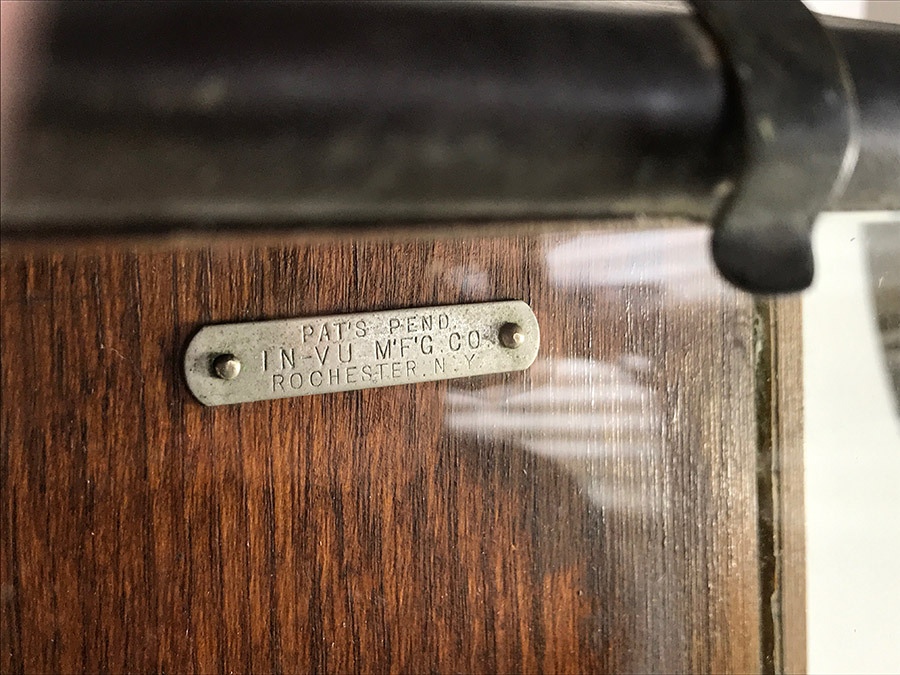 PAT'S PEND.
IN-VU M'F'G CO
ROCHESTER. N.Y